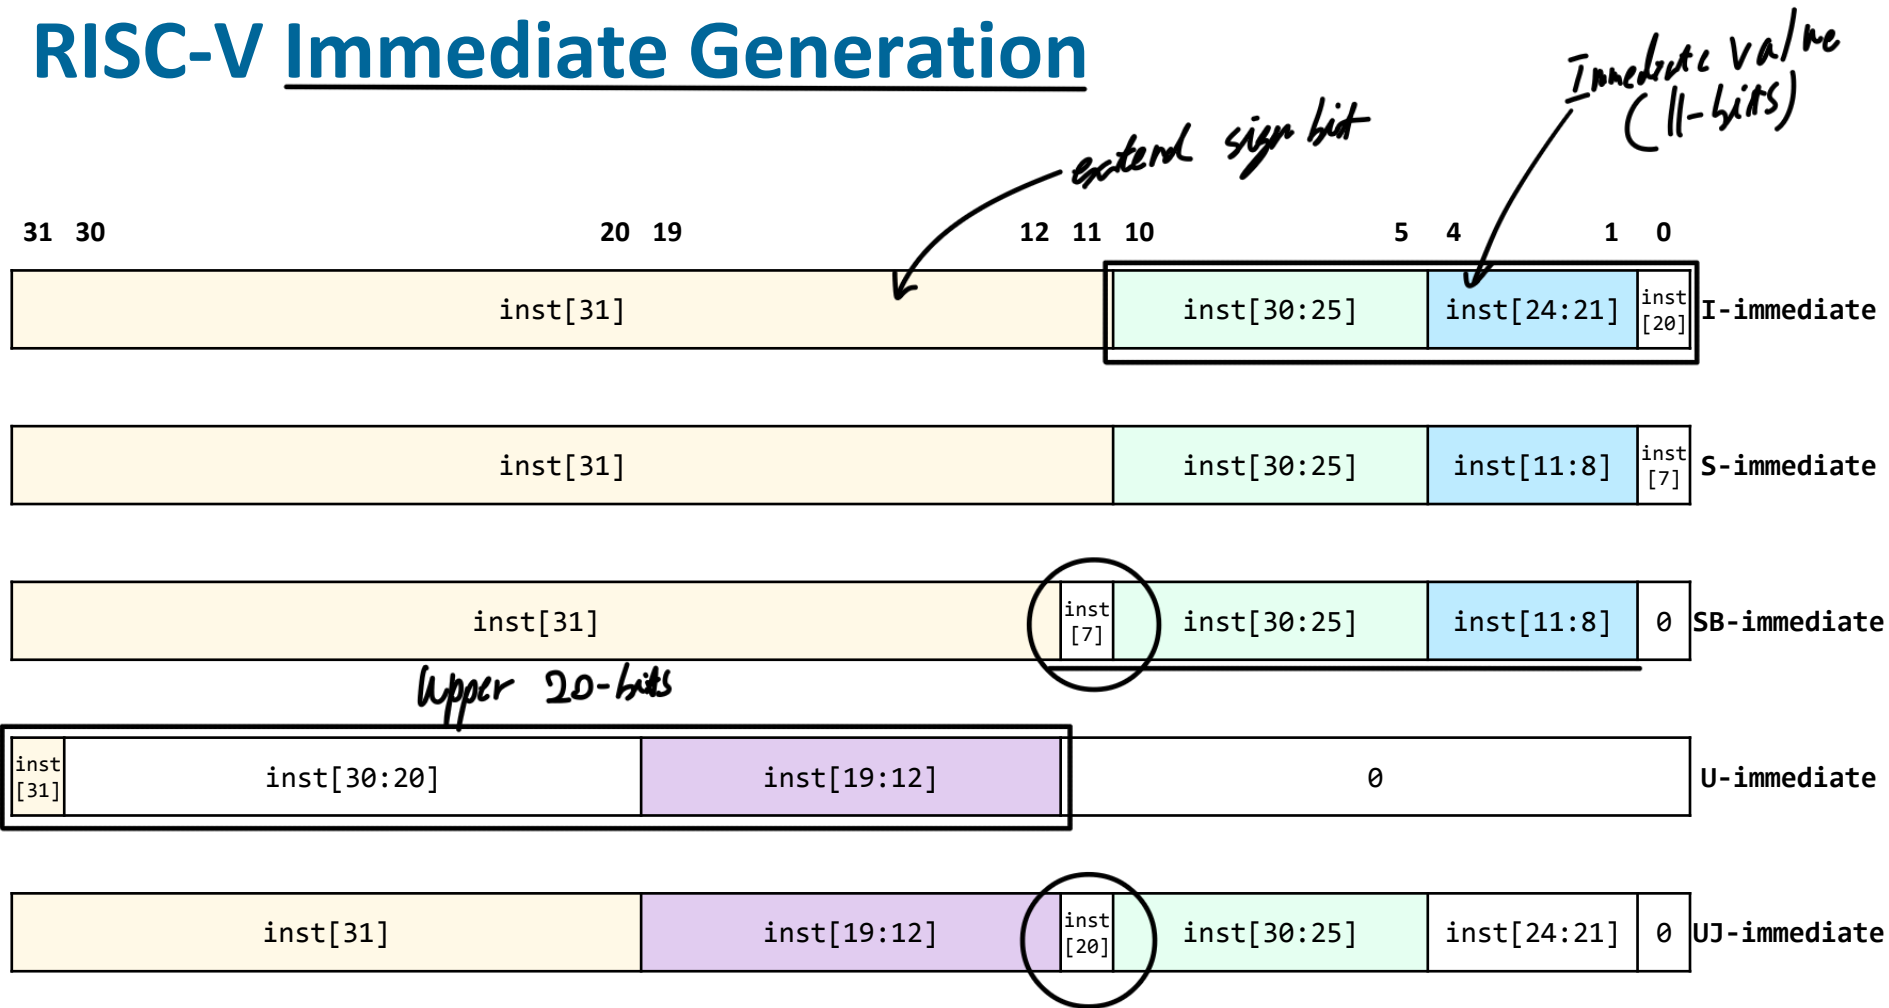 RISC-V Immediate Generation
Immediate value
(11-bits)
extend sign bit
31 30 20 19 12 11 10 5 4 1 0
inst[31] inst[30:25] inst[24:21] inst[20] I-immediate
inst[31] inst[30:25] inst[11:8] inst[7] S-immediate
inst[31] inst[7] inst[30:25] inst[11:8] 0 SB-immediate
Upper 20-bits
inst[31] inst[30:20] inst[19:12] 0 U-immediate
inst[31] inst[19:12] inst[20] inst[30:25] inst[24:21] 0 UJ-immediate